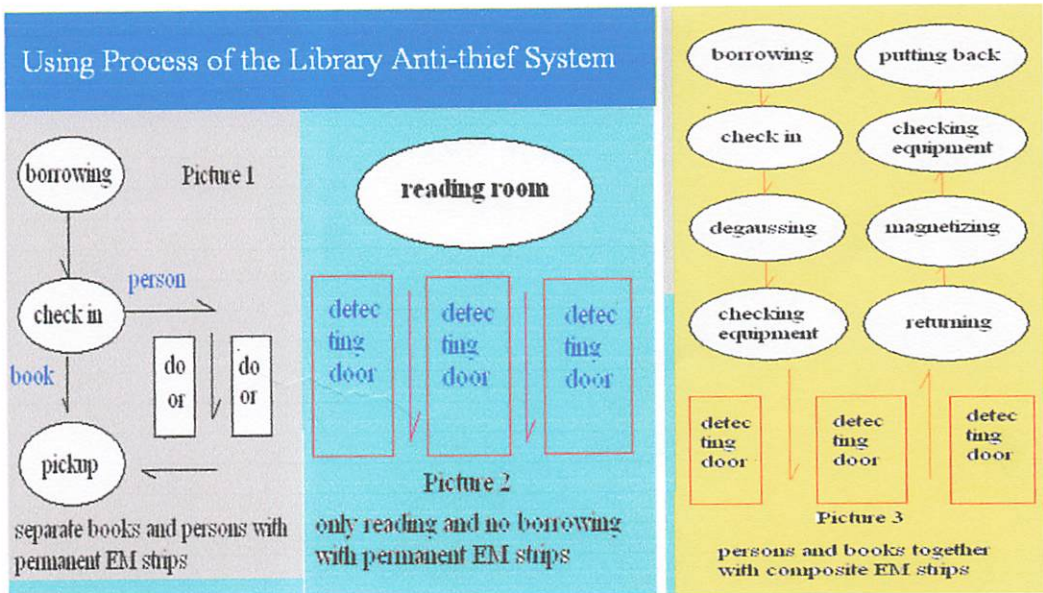 Using Process of the Library Anti-thief System
borrowing
Picture 1
person
check in
book
do
or
do
or
pickup
separate books and persons with
permanent EM strips
reading room
detec
ting
door
detec
ting
door
detec
ting
door
Picture 2
only reading and no borrowing
with permanent EM strips
borrowing
putting back
check in
checking
equipment
degaussing
magnetizing
checking
equipment
returning
detec
ting
door
detec
ting
door
detec
ting
door
Picture 3
persons and books together
with composite EM strips